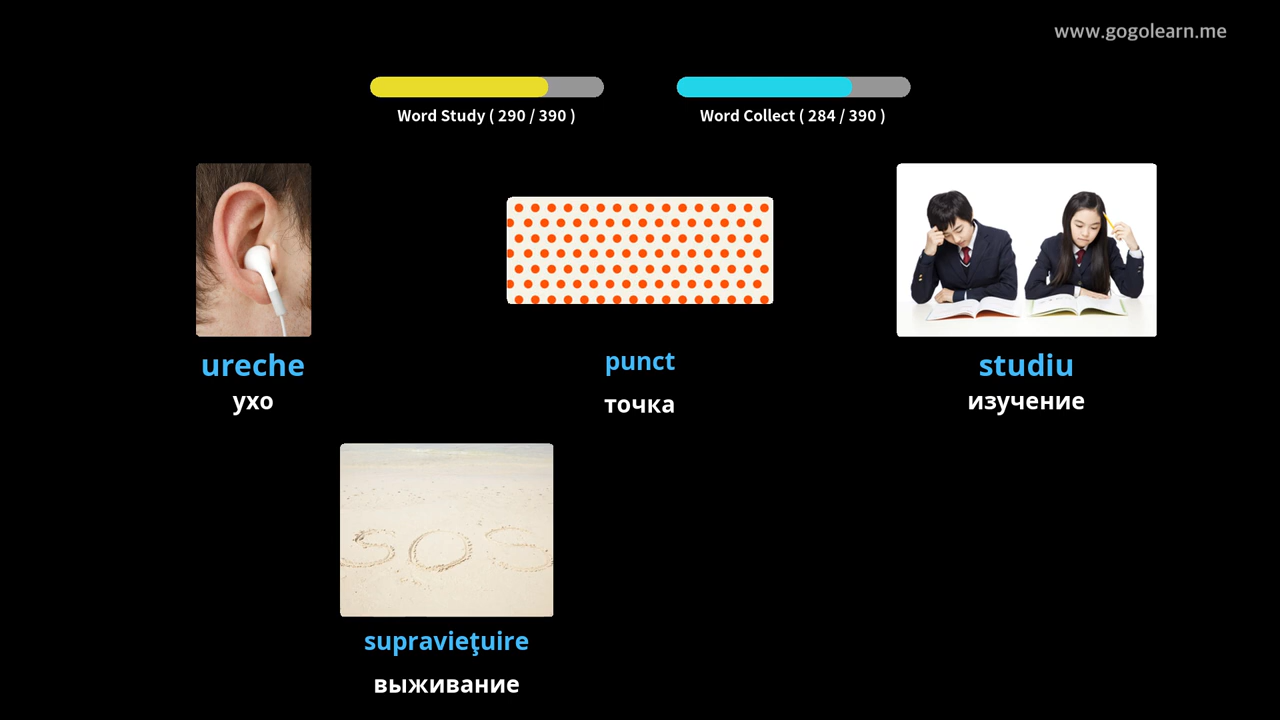 www.gogolearn.me
Word Study ( 290 / 390 )
Word Collect ( 284 / 390 )
ureche
ухо
punct
точка
studiu
изучение
SOS
supravieţuire
выживание